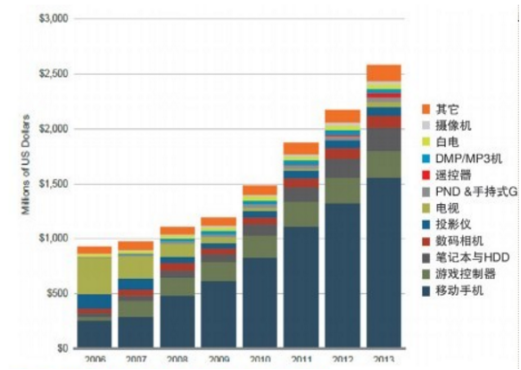 $3,000
$2,500
$2,000
$1,500
$1,000
$500
$0
Millions of US Dollars
2006 2007 2008 2009 2010 2011 2012 2013
其它
摄像机
白电
DMP/MP3机
遥控器
PND &手持式G
电视
投影仪
数码相机
笔记本与HDD
游戏控制器
移动手机